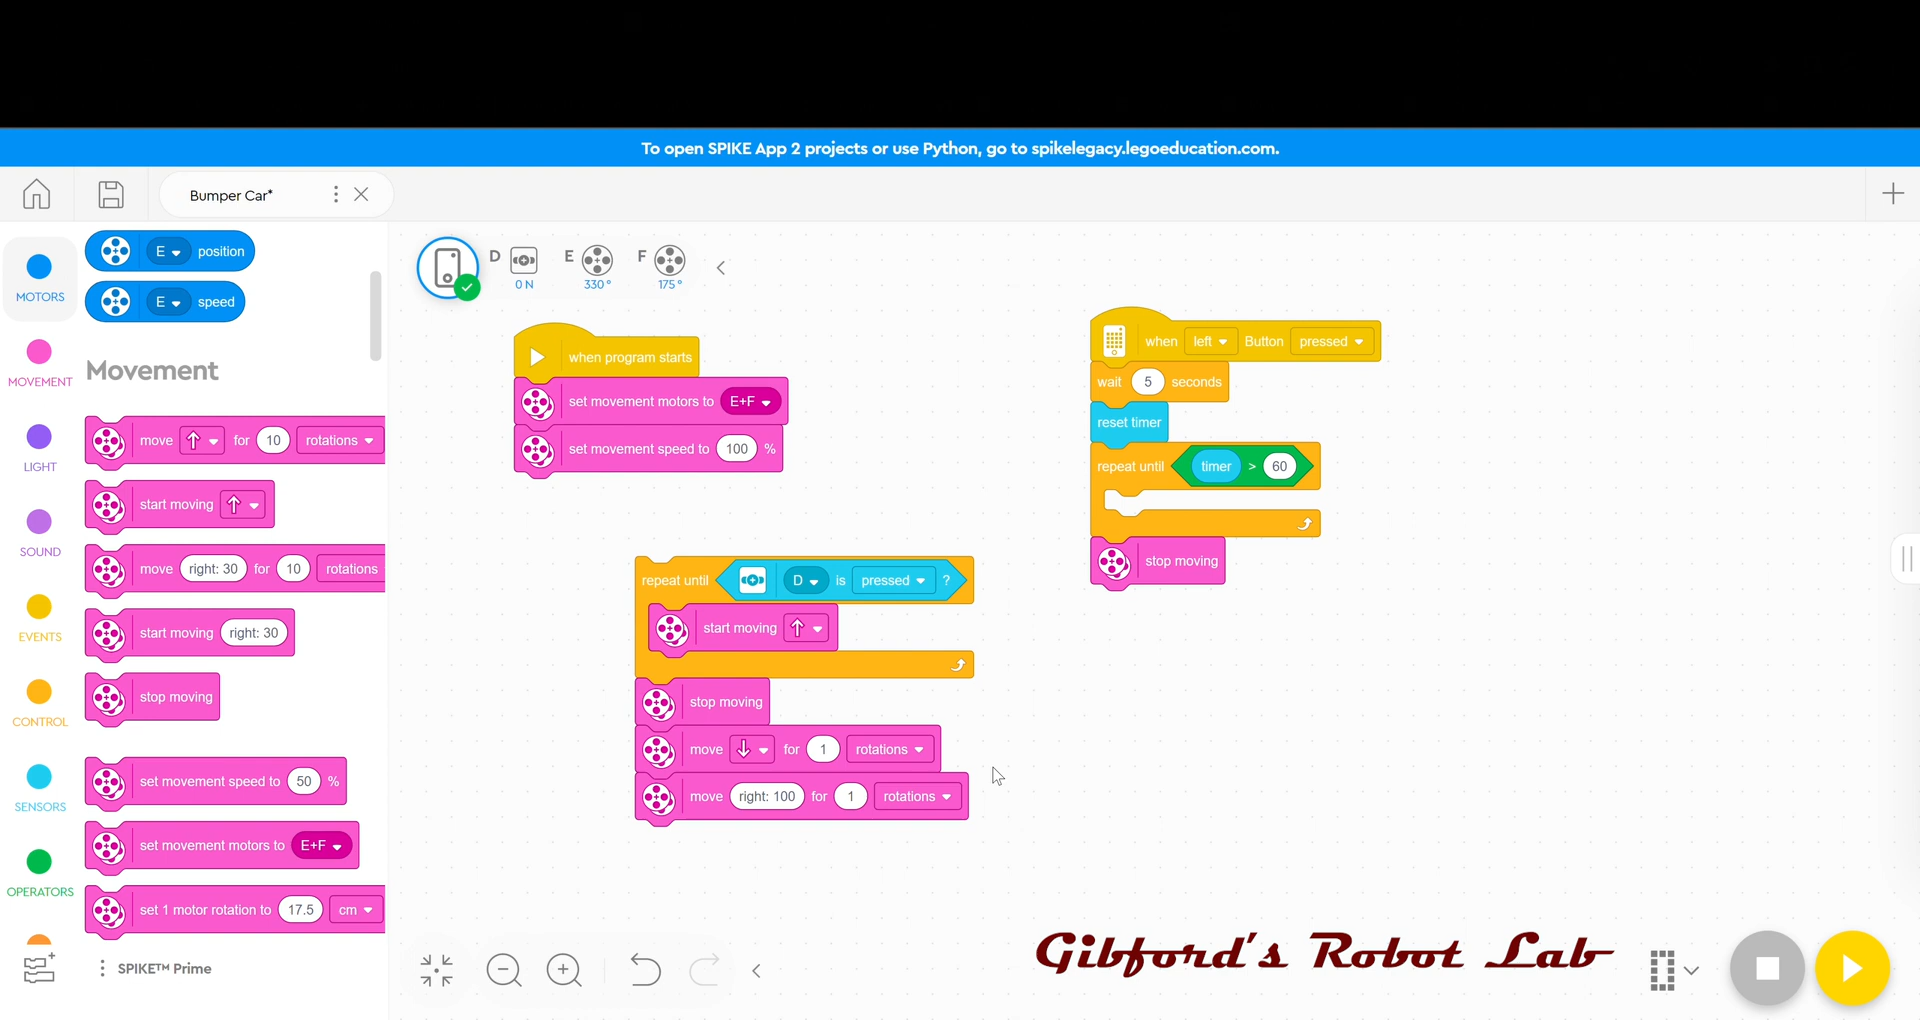 To open SPIKE App 2 projects or use Python, go to spikelegacy.legoeducation.com.
Bumper Car*
MOTORS
MOVEMENT
LIGHT
SOUND
EVENTS
CONTROL
SENSORS
OPERATORS
E position
E speed
Movement
move for 10 rotations
start moving
move right: 30 for 10 rotations
start moving right: 30
stop moving
set movement speed to 50 %
set movement motors to E+F
set 1 motor rotation to 17.5 cm
SPIKE™ Prime
D E F
0 N 330° 175°
when program starts
set movement motors to E+F
set movement speed to 100 %
repeat until D is pressed ?
start moving
stop moving
move for 1 rotations
move right: 100 for 1 rotations
when left Button pressed
wait 5 seconds
reset timer
repeat until timer > 60
stop moving
Gibford's Robot Lab